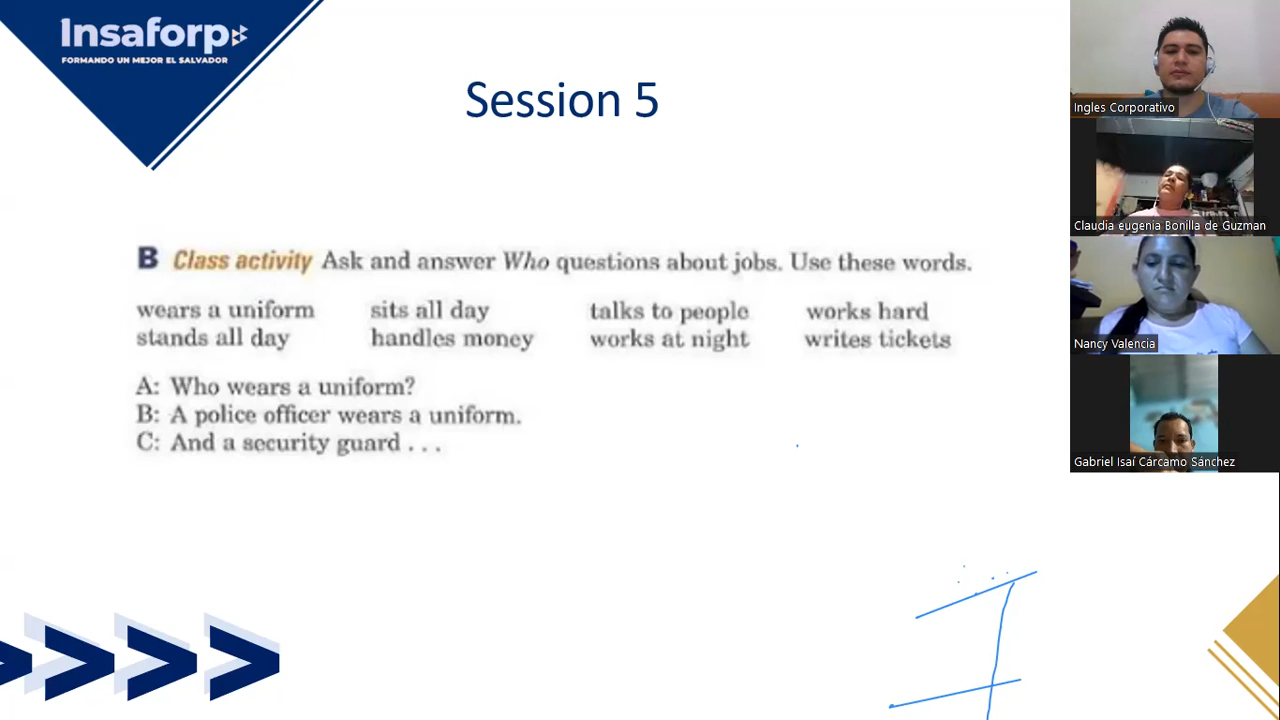 Insaforp
FORMANDO UN MEJOR EL SALVADOR
Session 5
B Class activity Ask and answer Who questions about jobs. Use these words.
wears a uniform sits all day talks to people works hard
stands all day handles money works at night writes tickets
A: Who wears a uniform?
B: A police officer wears a uniform.
C: And a security guard . . .
I
Ingles Corporativo
Claudia eugenia Bonilla de Guzman
Nancy Valencia
Gabriel Isaí Cárcamo Sánchez